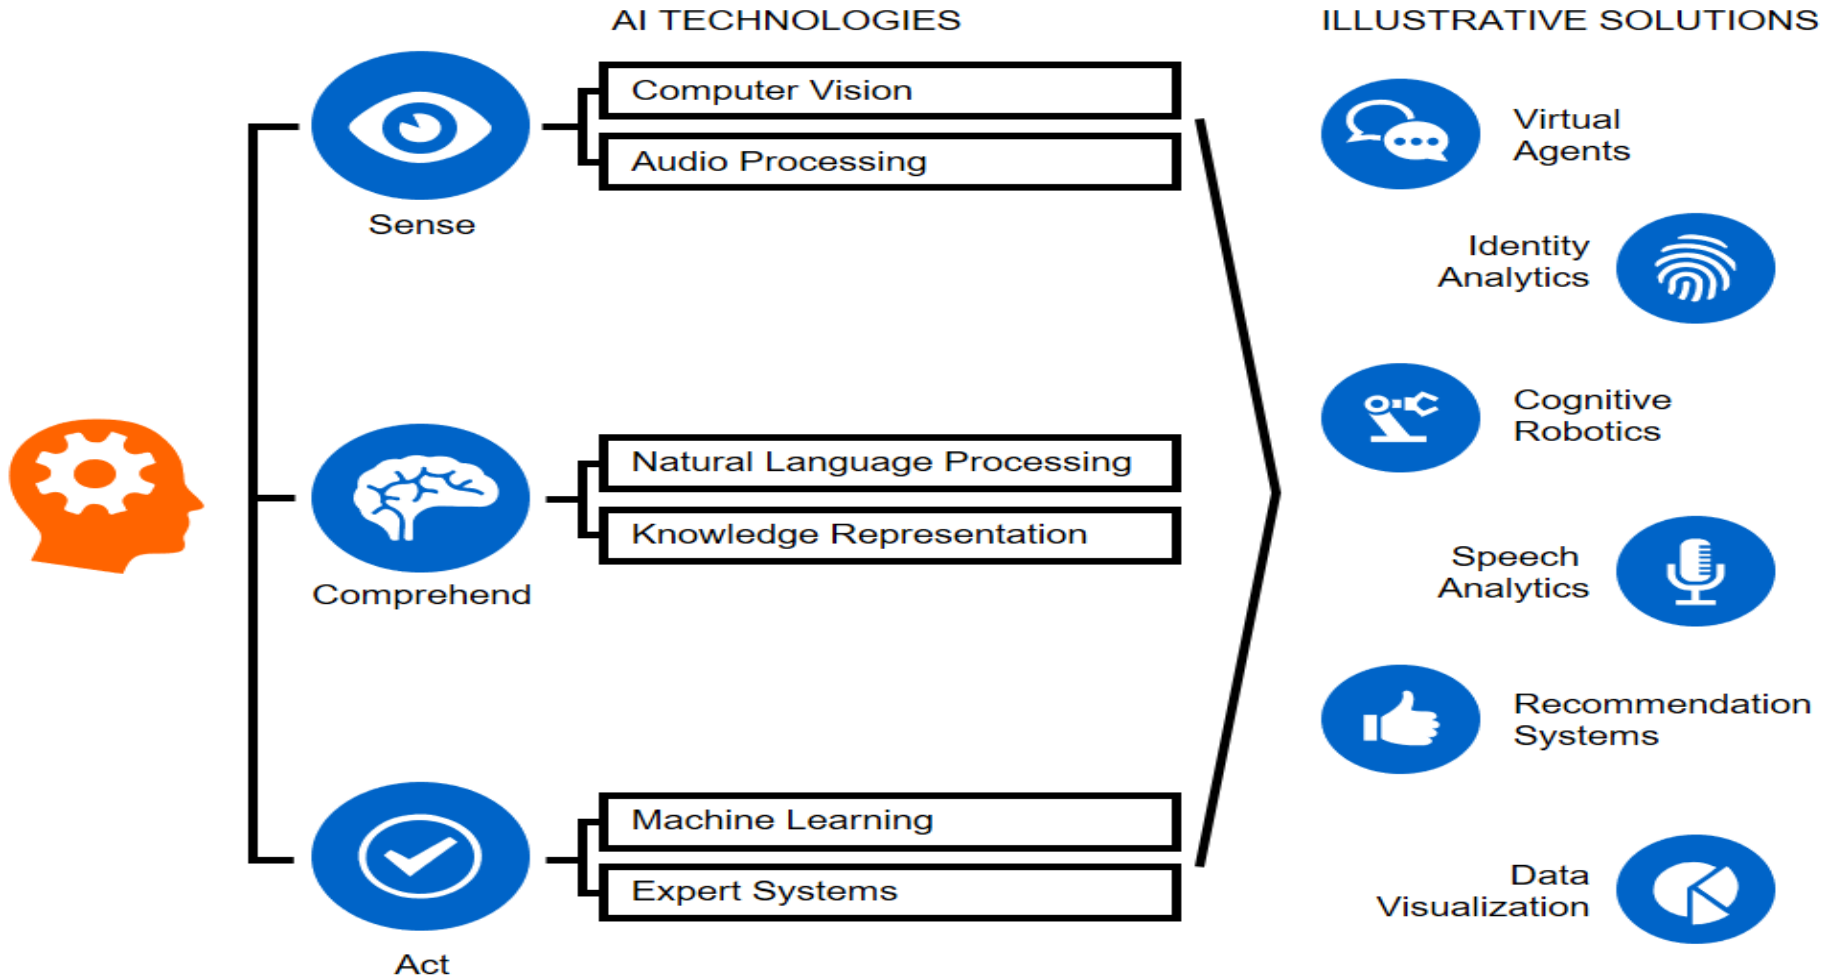 AI TECHNOLOGIES
ILLUSTRATIVE SOLUTIONS
Sense
Computer Vision
Audio Processing
Comprehend
Natural Language Processing
Knowledge Representation
Act
Machine Learning
Expert Systems
Virtual
Agents
Identity
Analytics
Cognitive
Robotics
Speech
Analytics
Recommendation
Systems
Data
Visualization